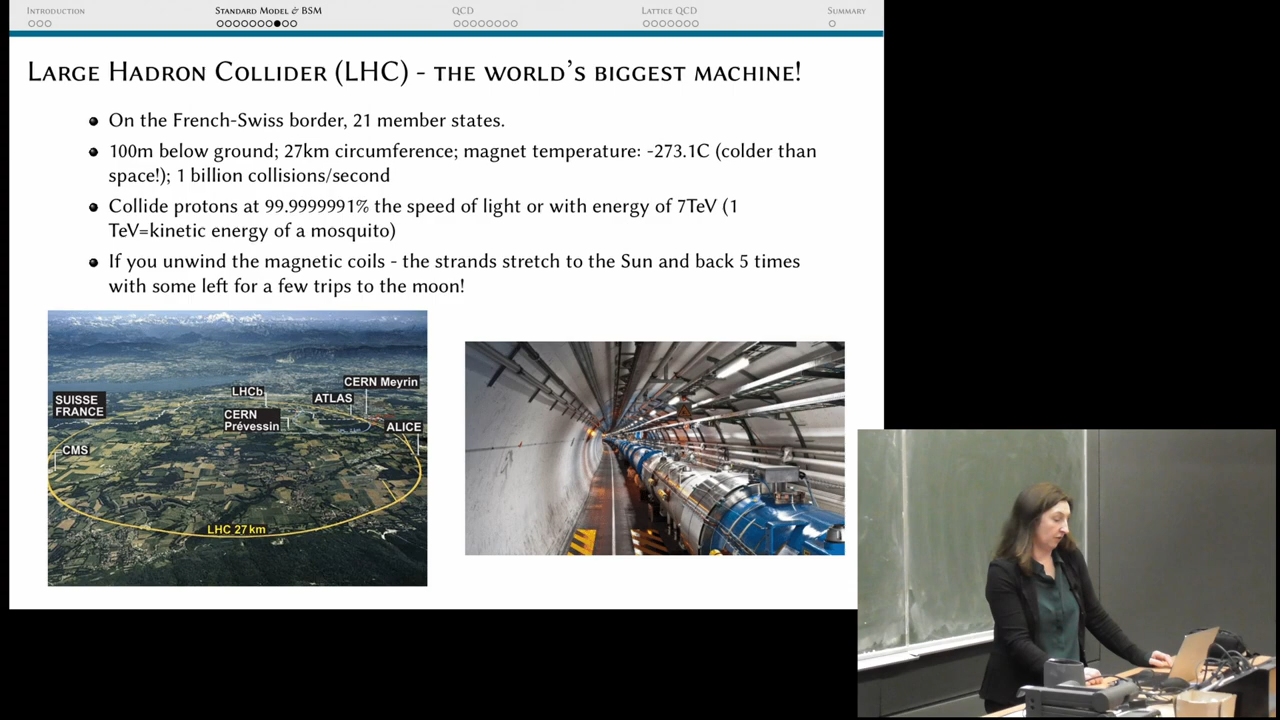 Introduction
Standard Model & BSM
QCD
Lattice QCD
Summary
Large Hadron Collider (LHC) - the world's biggest machine!
On the French-Swiss border, 21 member states.
100m below ground; 27km circumference; magnet temperature: -273.1C (colder than
space!); 1 billion collisions/second
Collide protons at 99.9999991% the speed of light or with energy of 7TeV (1
TeV=kinetic energy of a mosquito)
If you unwind the magnetic coils - the strands stretch to the Sun and back 5 times
with some left for a few trips to the moon!
SUISSE
FRANCE
CMS
LHCb
CERN
Prévessin
ATLAS
CERN Meyrin
ALICE
LHC 27 km